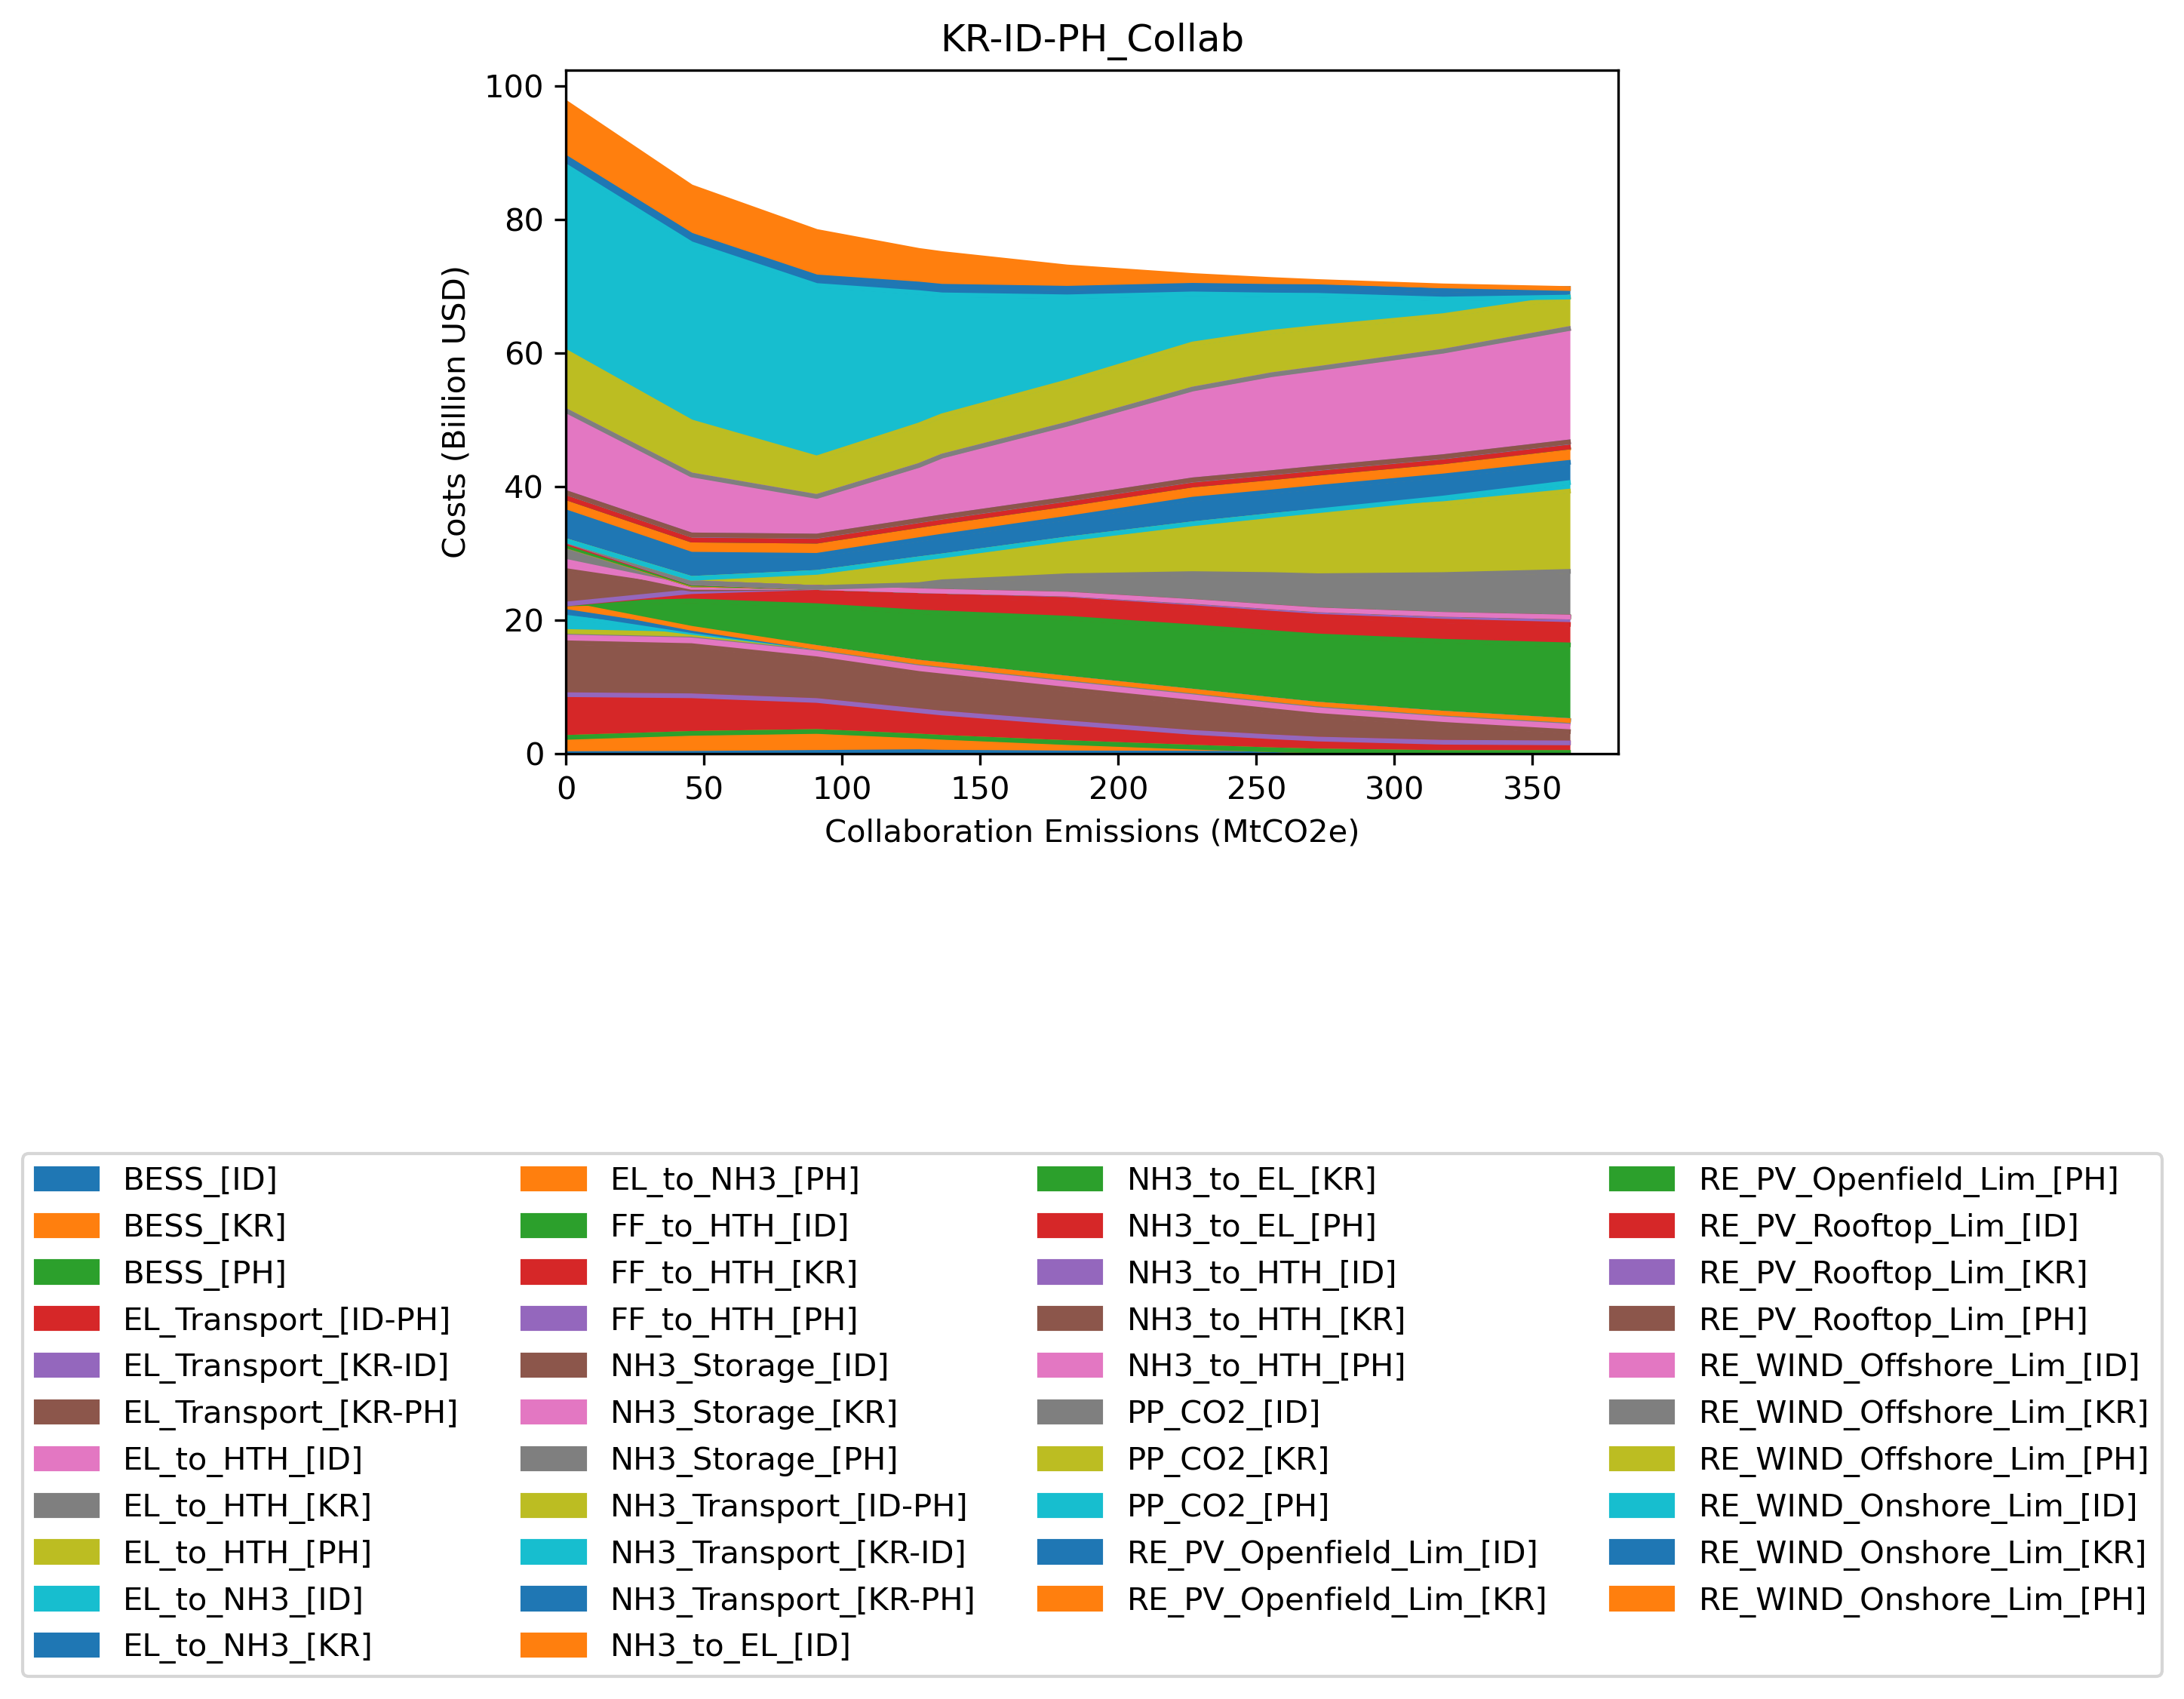 KR-ID-PH_Collab
100
80
60
40
20
0
Costs (Billion USD)
0 50 100 150 200 250 300 350
Collaboration Emissions (MtCO2e)
BESS_[ID]
BESS_[KR]
BESS_[PH]
EL_Transport_[ID-PH]
EL_Transport_[KR-ID]
EL_Transport_[KR-PH]
EL_to_HTH_[ID]
EL_to_HTH_[KR]
EL_to_HTH_[PH]
EL_to_NH3_[ID]
EL_to_NH3_[KR]
EL_to_NH3_[PH]
FF_to_HTH_[ID]
FF_to_HTH_[KR]
FF_to_HTH_[PH]
NH3_Storage_[ID]
NH3_Storage_[KR]
NH3_Storage_[PH]
NH3_Transport_[ID-PH]
NH3_Transport_[KR-ID]
NH3_Transport_[KR-PH]
NH3_to_EL_[ID]
NH3_to_EL_[KR]
NH3_to_EL_[PH]
NH3_to_HTH_[ID]
NH3_to_HTH_[KR]
NH3_to_HTH_[PH]
PP_CO2_[ID]
PP_CO2_[KR]
PP_CO2_[PH]
RE_PV_Openfield_Lim_[ID]
RE_PV_Openfield_Lim_[KR]
RE_PV_Openfield_Lim_[PH]
RE_PV_Rooftop_Lim_[ID]
RE_PV_Rooftop_Lim_[KR]
RE_PV_Rooftop_Lim_[PH]
RE_WIND_Offshore_Lim_[ID]
RE_WIND_Offshore_Lim_[KR]
RE_WIND_Offshore_Lim_[PH]
RE_WIND_Onshore_Lim_[ID]
RE_WIND_Onshore_Lim_[KR]
RE_WIND_Onshore_Lim_[PH]